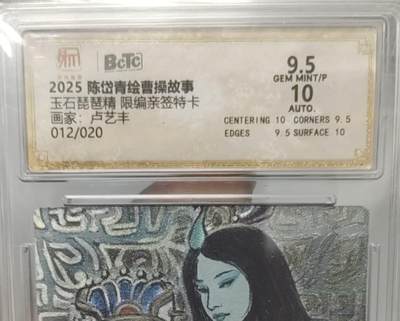 BCTC
2025 陈岱青绘曹操故事
玉石琵琶精 限编亲签特卡
画家：卢艺丰
012/020
9.5
GEM MINT/P
10
AUTO.
CENTERING 10 CORNERS 9.5
EDGES 9.5 SURFACE 10